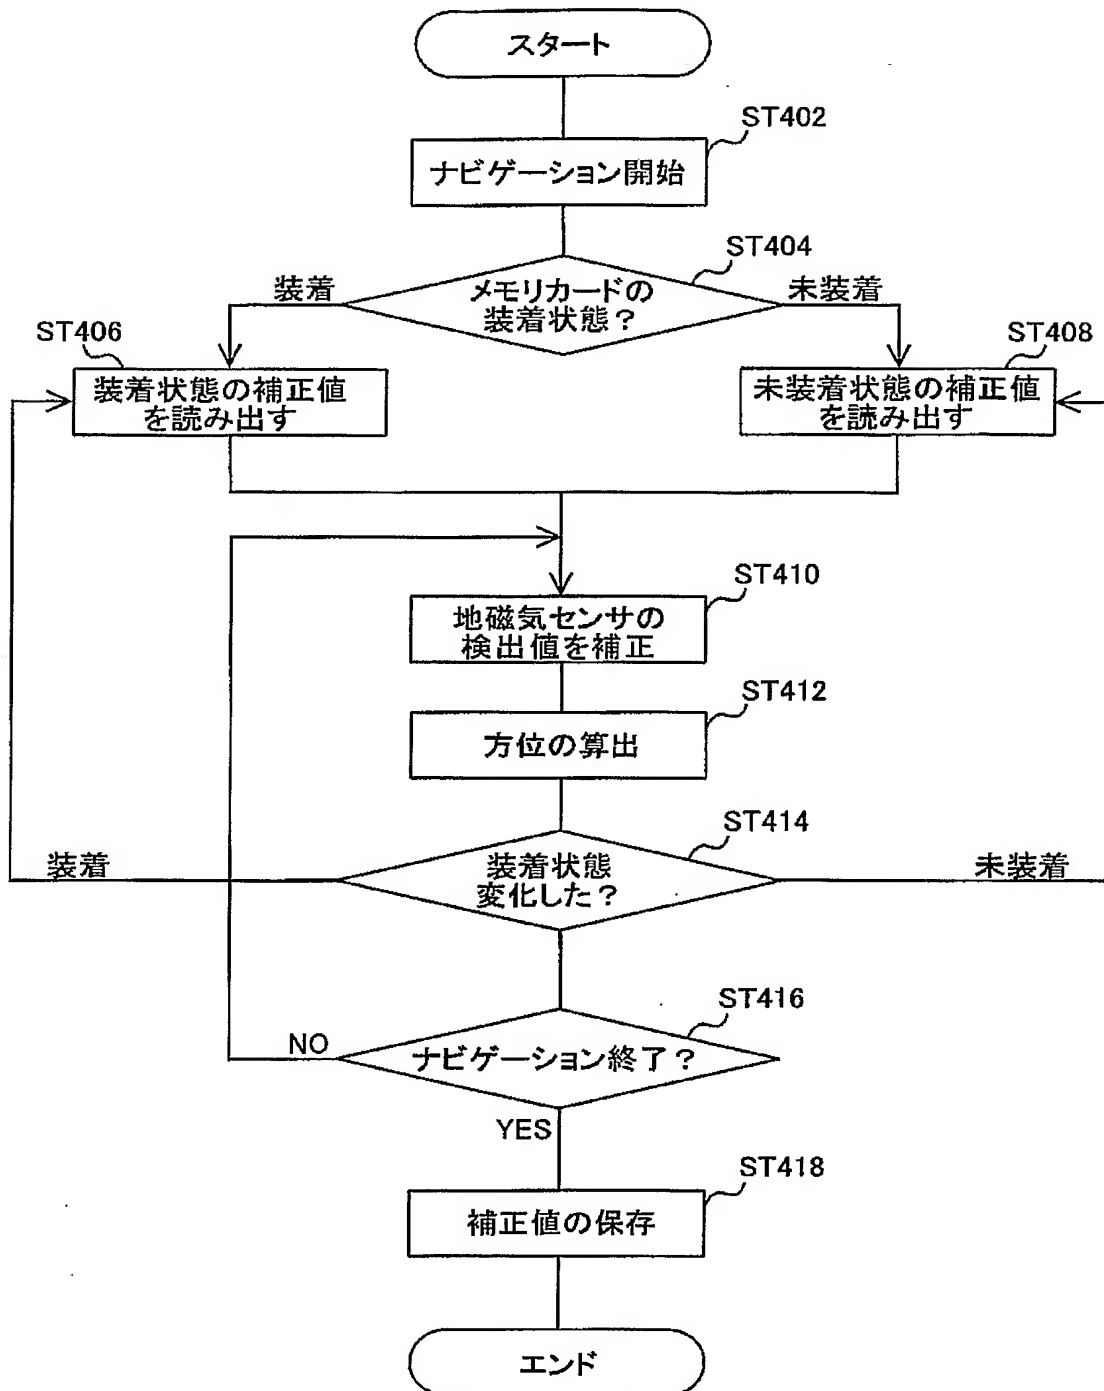 スタート
ST402
ナビゲーション開始
ST404
装着
メモリカードの
装着状態?
未装着
ST406
装着状態の補正値
を読み出す
ST408
未装着状態の補正値
を読み出す
ST410
地磁気センサの
検出値を補正
ST412
方位の算出
ST414
装着
装着状態
変化した?
未装着
ST416
NO
ナビゲーション終了?
YES
ST418
補正値の保存
エンド